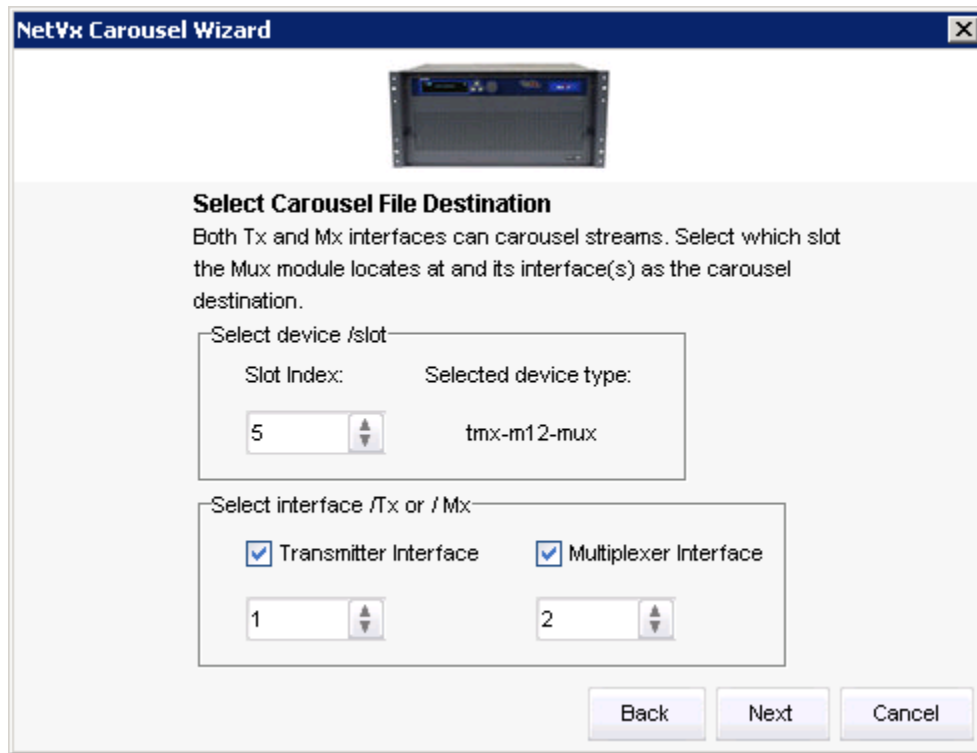 NetVx Carousel Wizard
Select Carousel File Destination
Both Tx and Mx interfaces can carousel streams. Select which slot
the Mux module locates at and its interface(s) as the carousel
destination.
Select device /slot
Slot Index: Selected device type:
5 tmx-m12-mux
Select interface /Tx or / Mx
Transmitter Interface Multiplexer Interface
1 2
Back Next Cancel